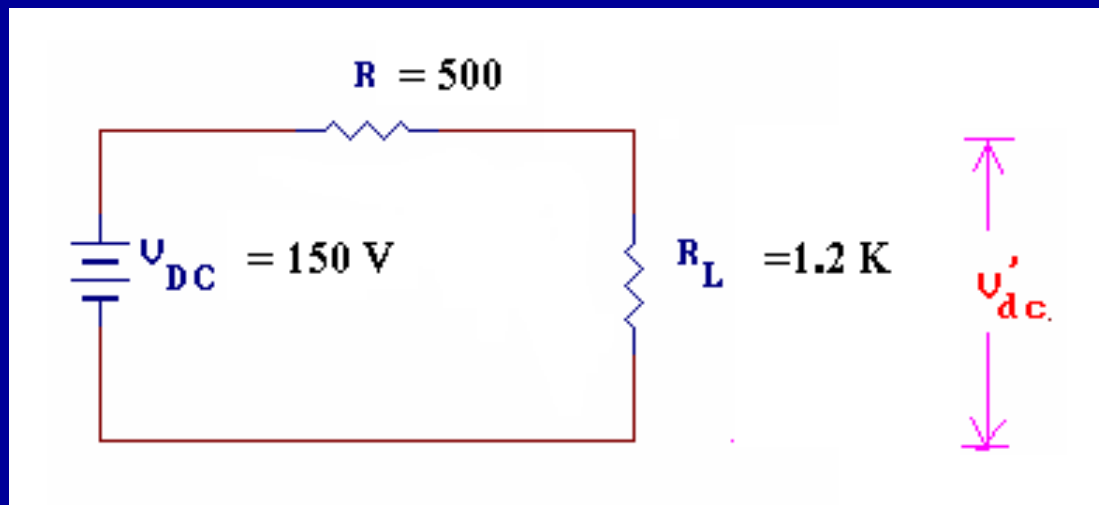 R = 500
V DC = 150 V
R L =1.2 K
V' dc.